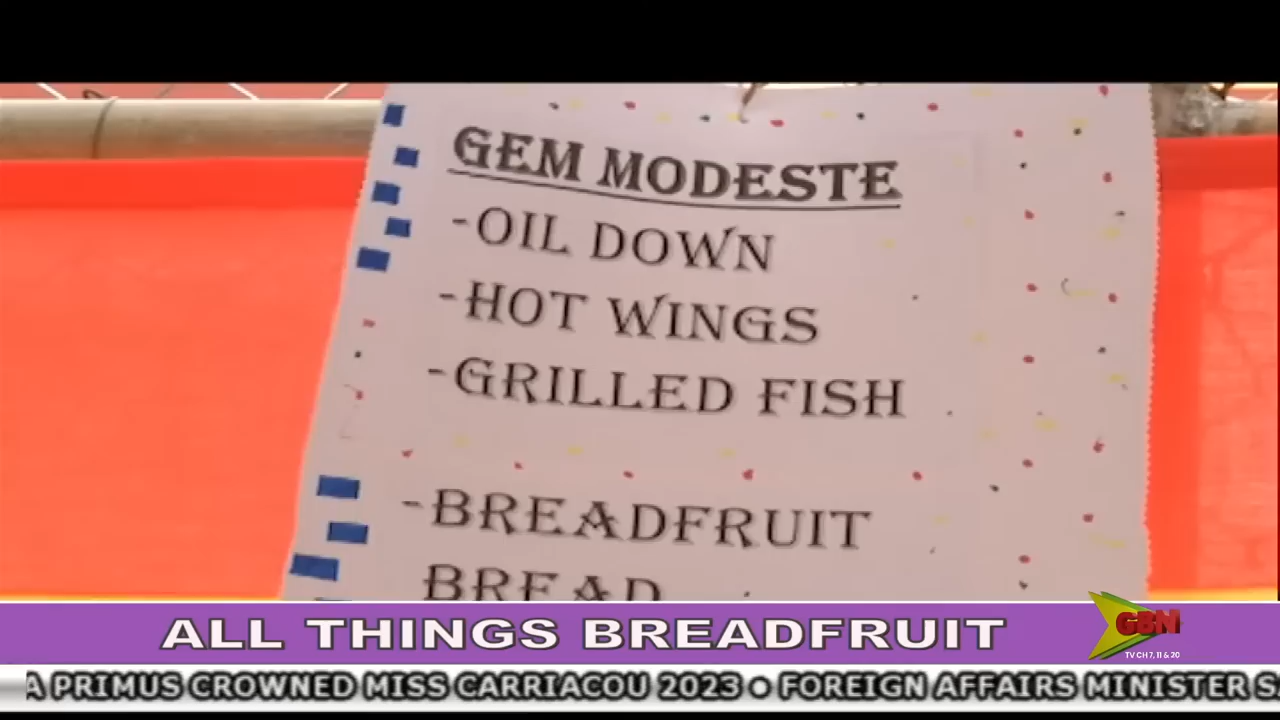 GEM MODESTE
-OIL DOWN
-HOT WINGS
-GRILLED FISH
-BREADFRUIT
BREAD
ALL THINGS BREADFRUIT
GBN
TV CH 7, 11 & 20
A PRIMUS CROWNED MISS CARRIACOU 2023 • FOREIGN AFFAIRS MINISTER